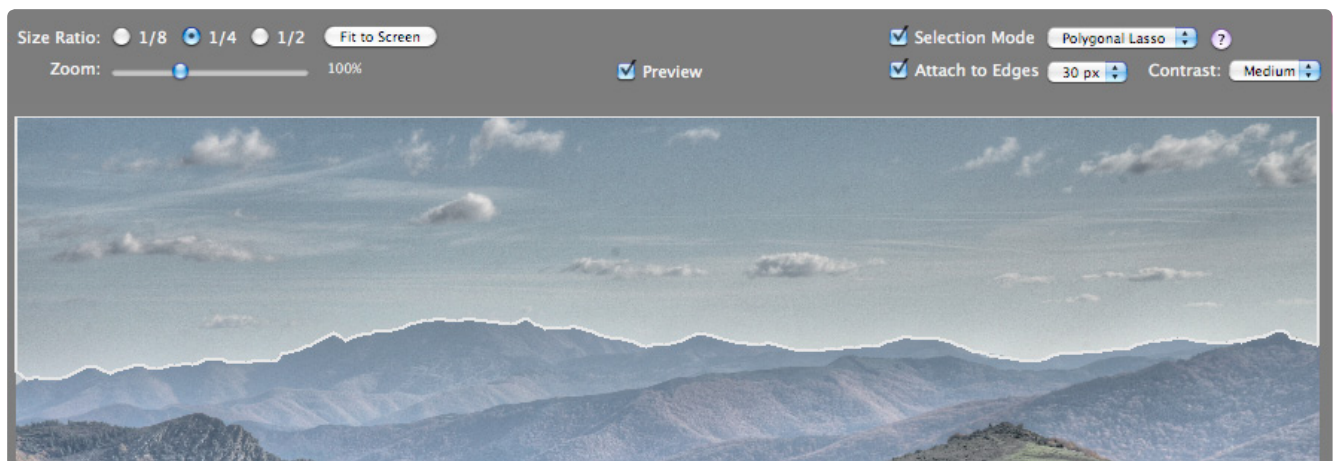 Size Ratio: 1/8 1/4 1/2 Fit to Screen Selection Mode Polygonal Lasso ?
Zoom: 100% Preview Attach to Edges 30 px Contrast: Medium